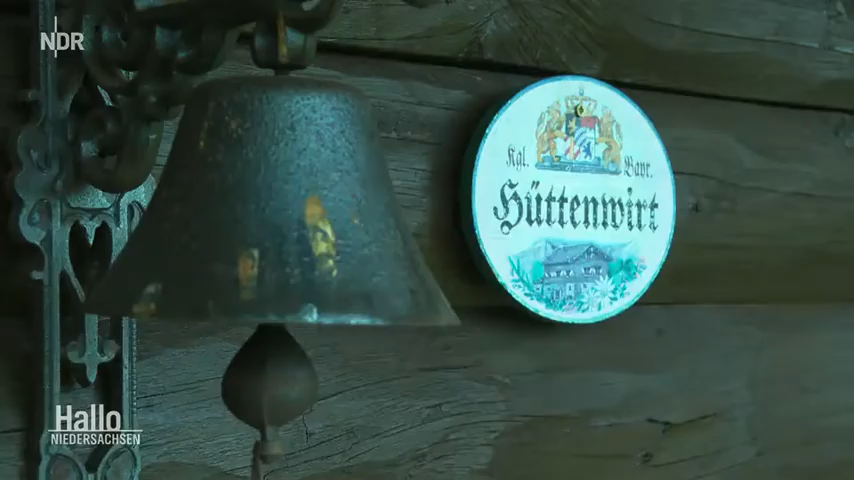 NDR
Kgl. Bayr.
Hüttenwirt
Hallo
NIEDERSACHSEN